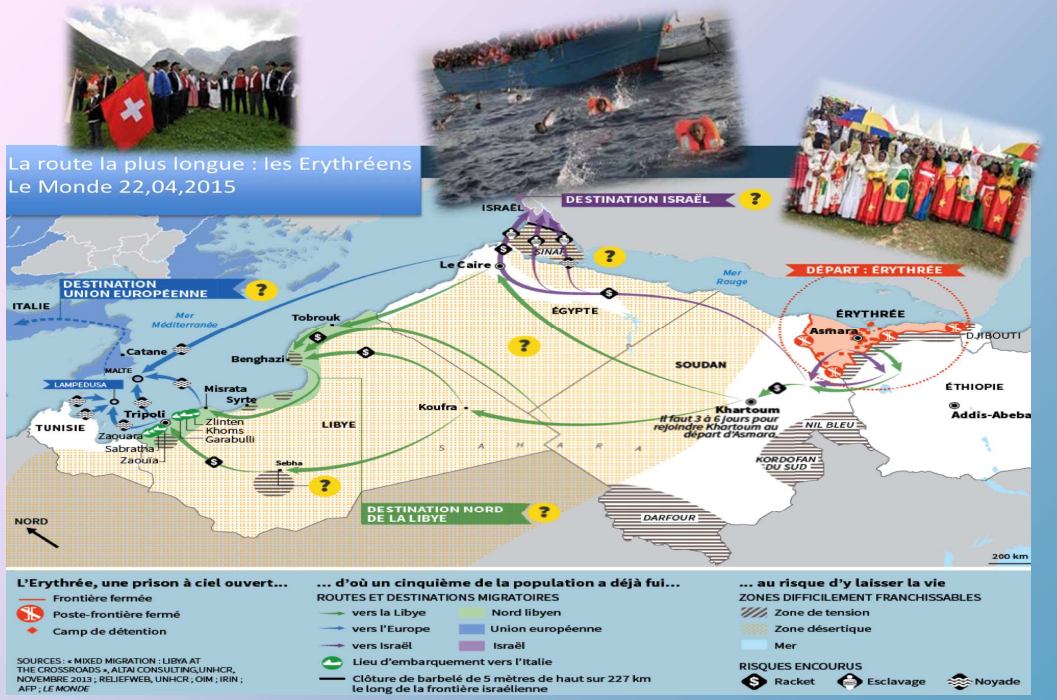 La route la plus longue : les Erythréens
Le Monde 22,04,2015
ISRAËL
DESTINATION ISRAËL
?
SINAÏ
?
Le Caire
Mer
Rouge
DÉPART : ÉRYTHRÉE
DESTINATION
UNION EUROPÉENNE
?
ITALIE
Mer
Méditerranée
Tobrouk
ÉGYPTE
ÉRYTHRÉE
Asmara
DJIBOUTI
Catane
Benghazi
?
MALTE
SOUDAN
LAMPEDUSA
Misrata
Syrte
ÉTHIOPIE
Tripoli
Koufra
Khartoum
Il faut 3 à 6 jours pour
rejoindre Khartoum au
départ d'Asmara.
Addis-Abeba
TUNISIE
Zaouara
Sabratha
Zaouïa
Zlinten
Khoms
Garabulli
LIBYE
NIL BLEU
SAHARA
Sebha
?
KORDOFAN
DU SUD
DESTINATION NORD
DE LA LIBYE
?
DARFOUR
NORD
200 km
L'Erythrée, une prison à ciel ouvert...
Frontière fermée
Poste-frontière fermé
Camp de détention
SOURCES : « MIXED MIGRATION : LIBYA AT
THE CROSSROADS », ALTAI CONSULTING,UNHCR,
NOVEMBRE 2013 ; RELIEFWEB, UNHCR ; OIM ; IRIN ;
AFP ; LE MONDE
... d'où un cinquième de la population a déjà fui...
ROUTES ET DESTINATIONS MIGRATOIRES
vers la Libye
vers l'Europe
vers Israël
Nord libyen
Union européenne
Israël
Lieu d'embarquement vers l'Italie
Clôture de barbelé de 5 mètres de haut sur 227 km
le long de la frontière israélienne
... au risque d'y laisser la vie
ZONES DIFFICILEMENT FRANCHISSABLES
Zone de tension
Zone désertique
Mer
RISQUES ENCOURUS
$ Racket
Esclavage
Noyade